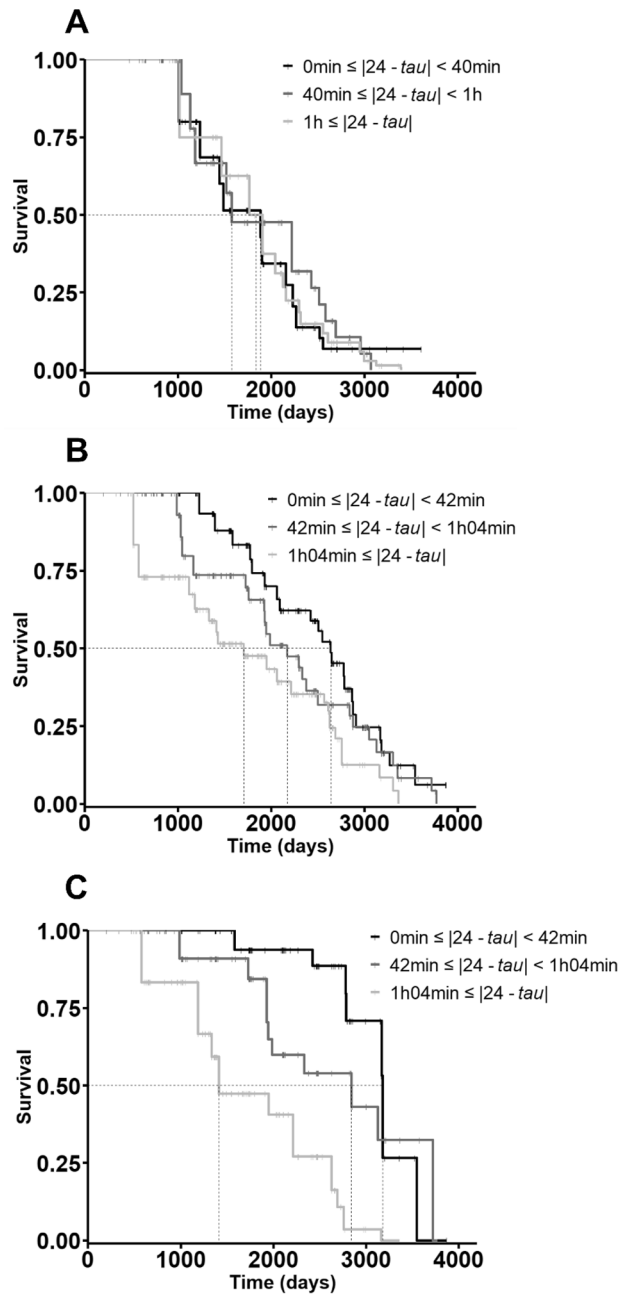 A
1.00
0.75
0.50
0.25
0.00
Survival
0 1000 2000 3000 4000
Time (days)
0min ≤ |24 - tau| < 40min
40min ≤ |24 - tau| < 1h
1h ≤ |24 - tau|
B
1.00
0.75
0.50
0.25
0.00
Survival
0 1000 2000 3000 4000
Time (days)
0min ≤ |24 - tau| < 42min
42min ≤ |24 - tau| < 1h04min
1h04min ≤ |24 - tau|
C
1.00
0.75
0.50
0.25
0.00
Survival
0 1000 2000 3000 4000
Time (days)
0min ≤ |24 - tau| < 42min
42min ≤ |24 - tau| < 1h04min
1h04min ≤ |24 - tau|